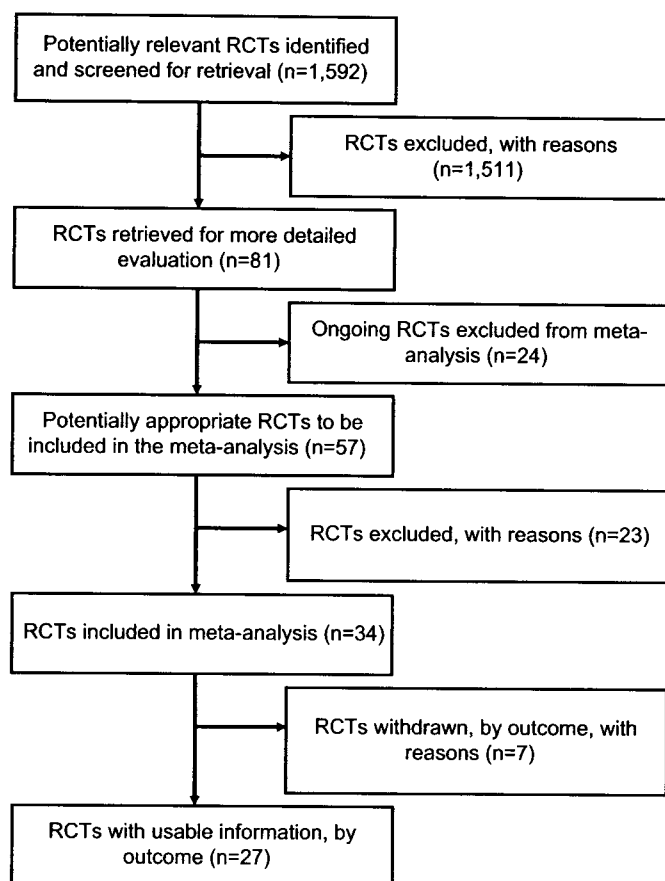 Potentially relevant RCTs identified
and screened for retrieval (n=1,592)
RCTs excluded, with reasons
(n=1,511)
RCTs retrieved for more detailed
evaluation (n=81)
Ongoing RCTs excluded from meta-
analysis (n=24)
Potentially appropriate RCTs to be
included in the meta-analysis (n=57)
RCTs excluded, with reasons (n=23)
RCTs included in meta-analysis (n=34)
RCTs withdrawn, by outcome, with
reasons (n=7)
RCTs with usable information, by
outcome (n=27)